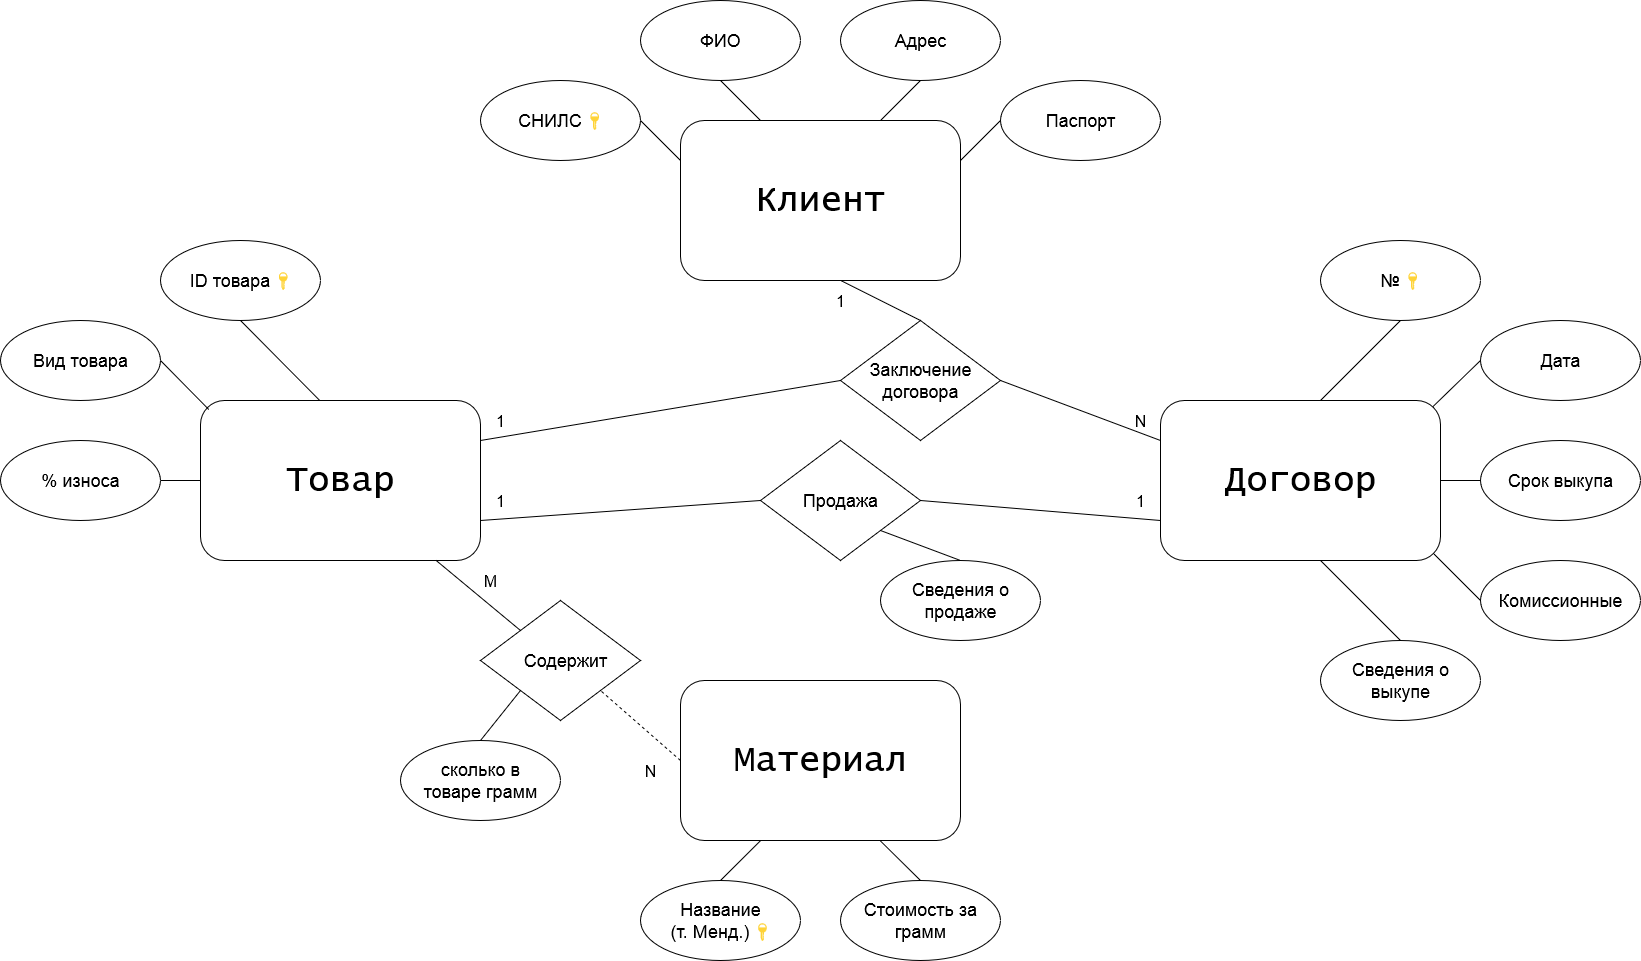 ФИО
Адрес
СНИЛС
Паспорт
Клиент
ID товара
№
1
Вид товара
Дата
Заключение
договора
1
N
% износа
Товар
Договор
Срок выкупа
1
Продажа
1
Сведения о
продаже
Комиссионные
M
Содержит
Сведения о
выкупе
Материал
сколько в
товаре грамм
N
Название
(т. Менд.)
Стоимость за
грамм